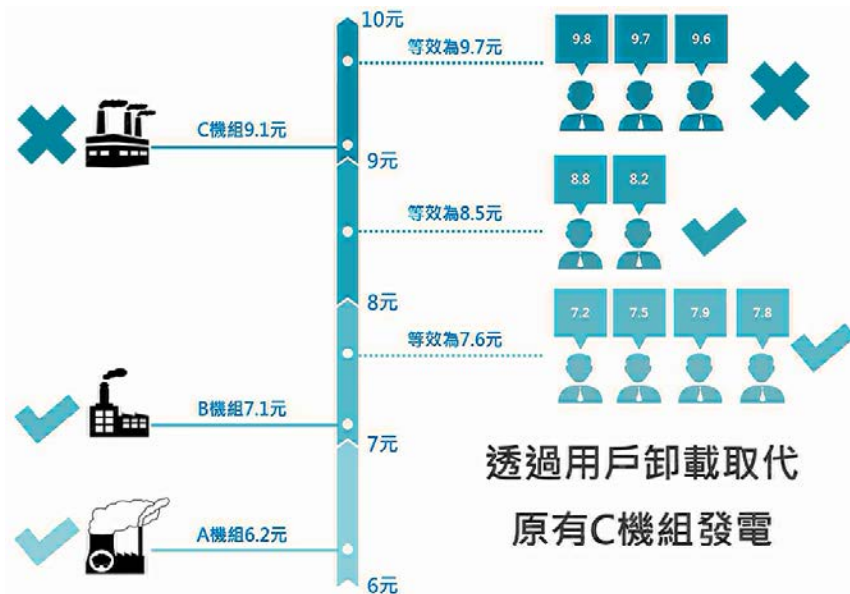 10元
等效為9.7元
9.8
9.7
9.6
C機組9.1元
9元
8.8
8.2
等效為8.5元
8元
7.2
7.5
7.9
7.8
等效為7.6元
B機組7.1元
7元
透過用戶卸載取代
原有C機組發電
A機組6.2元
6元